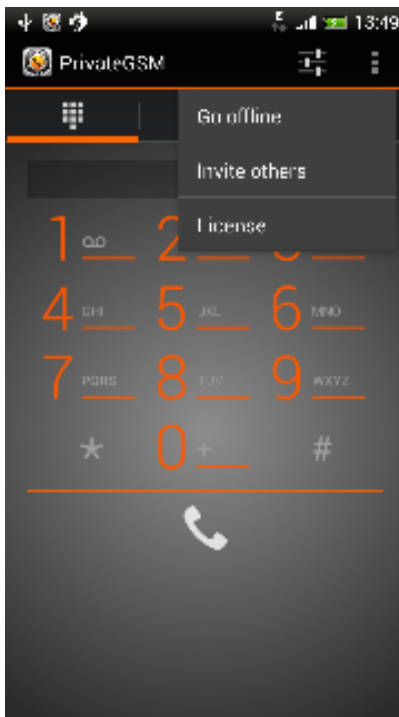 13:49
PrivateGSM
Go offline
Invite others
License
1 2
4 GHI 5 JKL 6 MNO
7 PQRS 8 TUV 9 WXYZ
* 0 + #